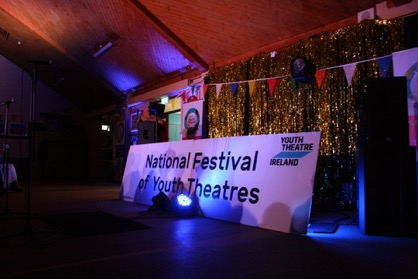 National Festival
of Youth Theatres
YOUTH THEATRE
IRELAND